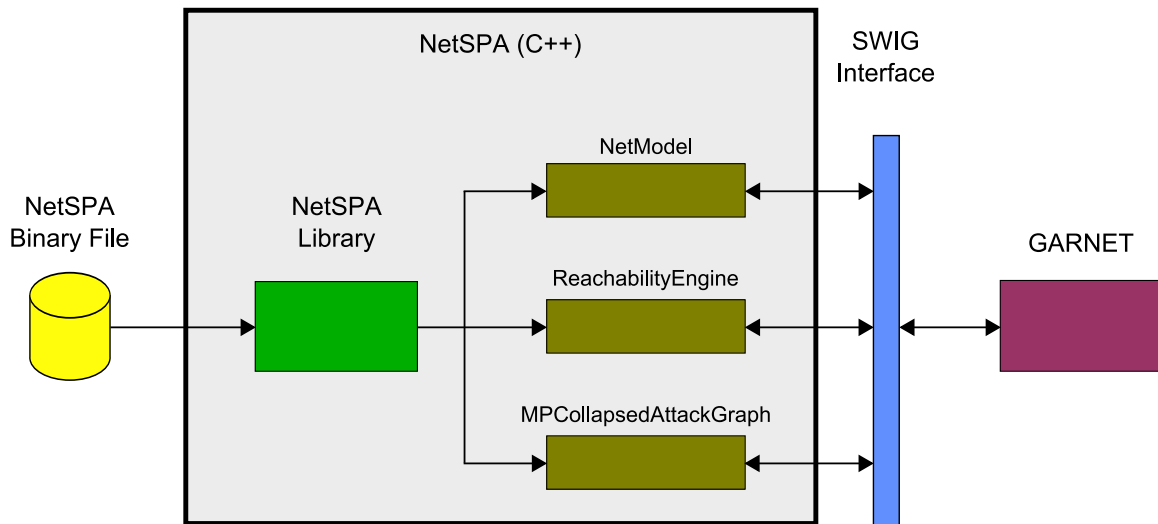 NetSPA (C++)
SWIG
Interface
NetModel
NetSPA
Binary File
NetSPA
Library
GARNET
ReachabilityEngine
MPCollapsedAttackGraph